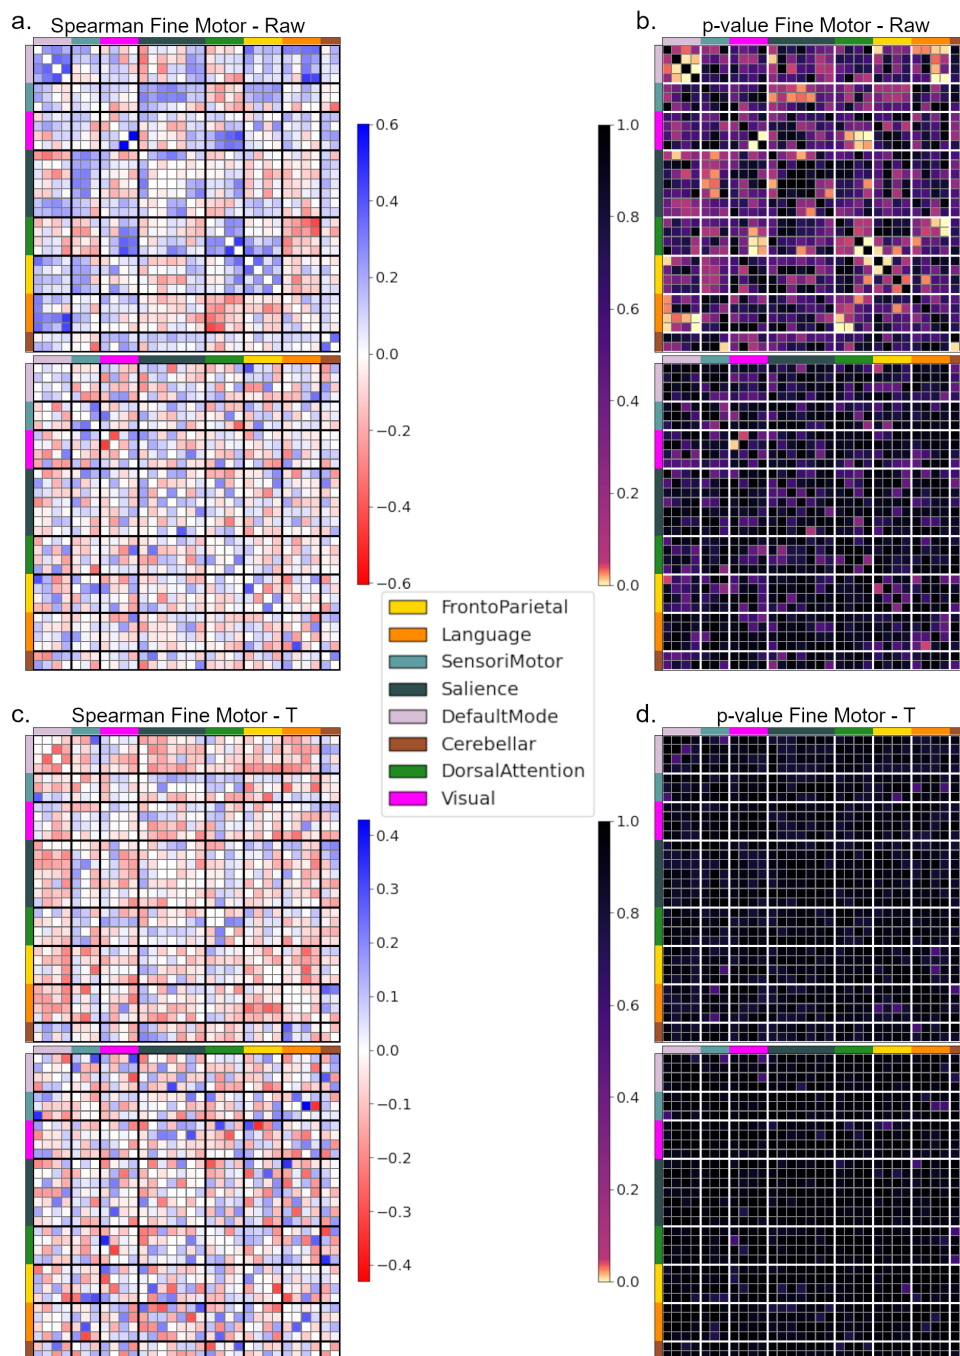 a.
Spearman Fine Motor - Raw
b.
p-value Fine Motor - Raw
0.6
0.4
0.2
0.0
−0.2
−0.4
−0.6
1.0
0.8
0.6
0.4
0.2
0.0
FrontoParietal
Language
SensoriMotor
Salience
DefaultMode
Cerebellar
DorsalAttention
Visual
c.
Spearman Fine Motor - T
d.
p-value Fine Motor - T
0.4
0.3
0.2
0.1
0.0
−0.1
−0.2
−0.3
−0.4
1.0
0.8
0.6
0.4
0.2
0.0